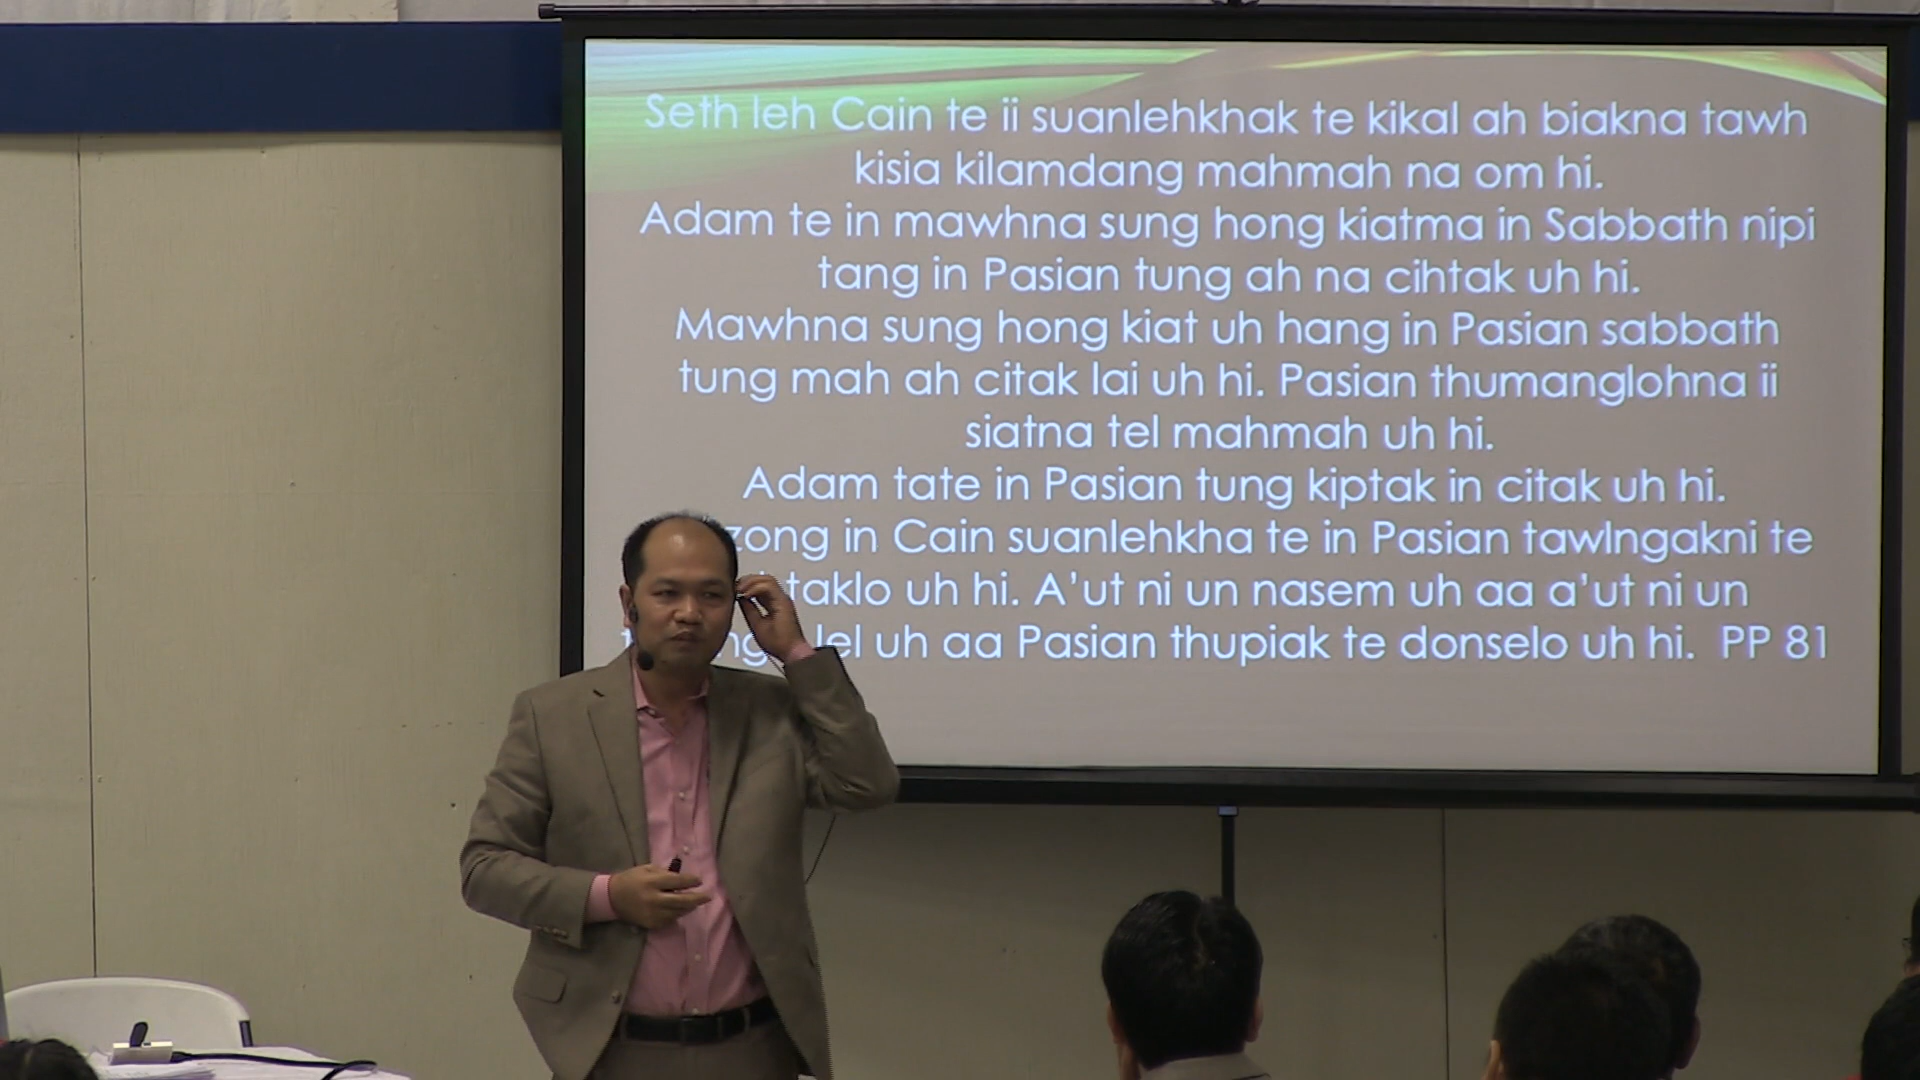 Seth leh Cain te ii suanlehkhak te kikal ah biakna tawh
kisia kilamdang mahmah na om hi.
Adam te in mawhna sung hong kiatma in Sabbath nipi
tang in Pasian tung ah na cihtak uh hi.
Mawhna sung hong kiat uh hang in Pasian sabbath
tung mah ah citak lai uh hi. Pasian thumanglohna ii
siatna tel mahmah uh hi.
Adam tate in Pasian tung kiptak in citak uh hi.
in Cain suanlehkha te in Pasian tawlngakni te
uh hi. A'ut ni un nasem uh aa a'ut ni un
uh aa Pasian thupiak te donselo uh hi. PP 81